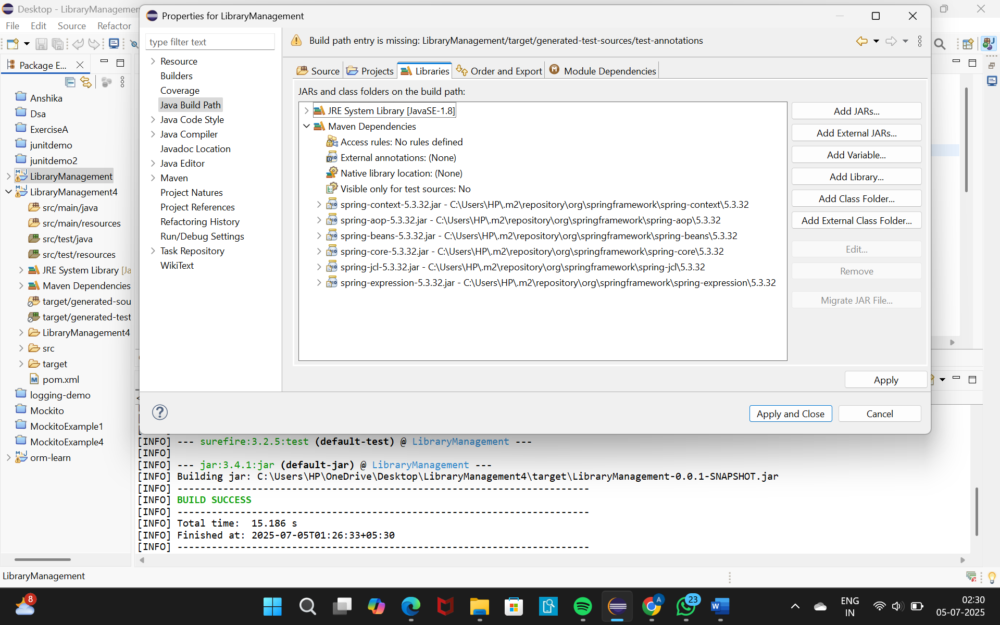 Desktop - LibraryManagemen
File Edit Source Refactor
Package E...
Anshika
Dsa
ExerciseA
junitdemo
junitdemo2
LibraryManagement
LibraryManagement4
src/main/java
src/main/resources
src/test/java
src/test/resources
JRE System Library [Ja
Maven Dependencies
target/generated-sou
target/generated-test
LibraryManagement4
src
target
pom.xml
logging-demo
Mockito
MockitoExample1
MockitoExample4
orm-learn
Properties for LibraryManagement
type filter text
Resource
Builders
Coverage
Java Build Path
Java Code Style
Java Compiler
Javadoc Location
Java Editor
Maven
Project Natures
Project References
Refactoring History
Run/Debug Settings
Task Repository
WikiText
Build path entry is missing: LibraryManagement/target/generated-test-sources/test-annotations
Source Projects Libraries Order and Export Module Dependencies
JARs and class folders on the build path:
JRE System Library [JavaSE-1.8]
Maven Dependencies
Access rules: No rules defined
External annotations: (None)
Native library location: (None)
Visible only for test sources: No
spring-context-5.3.32.jar - C:\Users\HP\.m2\repository\org\springframework\spring-context\5.3.32
spring-aop-5.3.32.jar - C:\Users\HP\.m2\repository\org\springframework\spring-aop\5.3.32
spring-beans-5.3.32.jar - C:\Users\HP\.m2\repository\org\springframework\spring-beans\5.3.32
spring-core-5.3.32.jar - C:\Users\HP\.m2\repository\org\springframework\spring-core\5.3.32
spring-jcl-5.3.32.jar - C:\Users\HP\.m2\repository\org\springframework\spring-jcl\5.3.32
spring-expression-5.3.32.jar - C:\Users\HP\.m2\repository\org\springframework\spring-expression\5.3.32
Add JARs...
Add External JARs...
Add Variable...
Add Library...
Add Class Folder...
Add External Class Folder...
Edit...
Remove
Migrate JAR File...
Apply
Apply and Close Cancel
[INFO] --- surefire:3.2.5:test (default-test) @ LibraryManagement ---
[INFO]
[INFO] --- jar:3.4.1:jar (default-jar) @ LibraryManagement ---
[INFO] Building jar: C:\Users\HP\OneDrive\Desktop\LibraryManagement4\target\LibraryManagement-0.0.1-SNAPSHOT.jar
[INFO] ------------------------------------------------------------------------
[INFO] BUILD SUCCESS
[INFO] ------------------------------------------------------------------------
[INFO] Total time:  15.186 s
[INFO] Finished at: 2025-07-05T01:26:33+05:30
[INFO] ------------------------------------------------------------------------
LibraryManagement
8
A
23
ENG
IN
02:30
05-07-2025